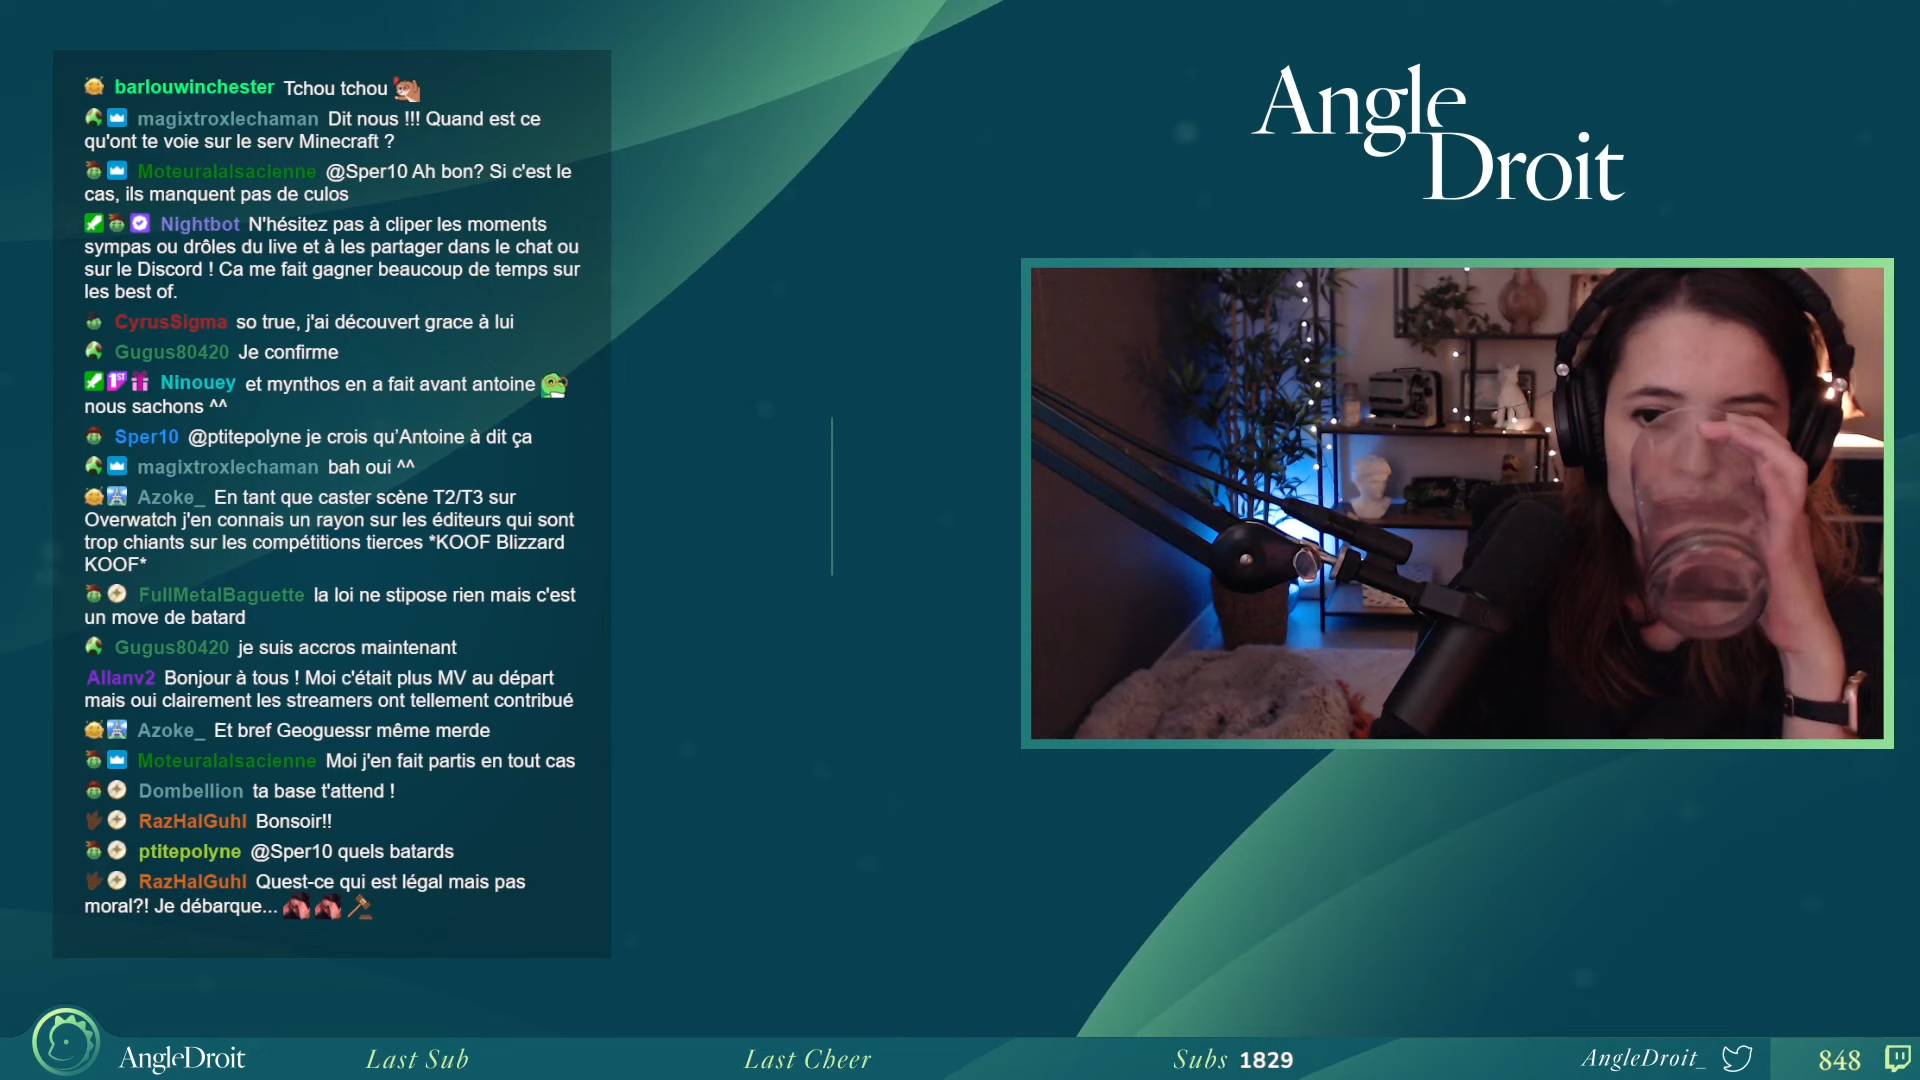 barlouwinchester Tchou tchou
magixtroxlechaman Dit nous !!! Quand est ce
qu'ont te voie sur le serv Minecraft ?
Moteuralalsacienne @Sper10 Ah bon? Si c'est le
cas, ils manquent pas de culos
Nightbot N'hésitez pas à cliper les moments
sympas ou drôles du live et à les partager dans le chat ou
sur le Discord ! Ca me fait gagner beaucoup de temps sur
les best of.
CyrusSigma so true, j'ai découvert grace à lui
Gugus80420 Je confirme
Ninouey et mynthos en a fait avant antoine
nous sachons ^^
Sper10 @ptitepolyne je crois qu'Antoine à dit ça
magixtroxlechaman bah oui ^^
Azoke_ En tant que caster scène T2/T3 sur
Overwatch j'en connais un rayon sur les éditeurs qui sont
trop chiants sur les compétitions tierces *KOOF Blizzard
KOOF*
FullMetalBaguette la loi ne stipose rien mais c'est
un move de batard
Gugus80420 je suis accros maintenant
Allanv2 Bonjour à tous ! Moi c'était plus MV au départ
mais oui clairement les streamers ont tellement contribué
Azoke_ Et bref Geoguessr même merde
Moteuralalsacienne Moi j'en fait partis en tout cas
Dombellion ta base t'attend !
RazHalGuhl Bonsoir!!
ptitepolyne @Sper10 quels batards
RazHalGuhl Quest-ce qui est légal mais pas
moral?! Je débarque...
Angle
Droit
AngleDroit
Last Sub
Last Cheer
Subs 1829
AngleDroit_
848